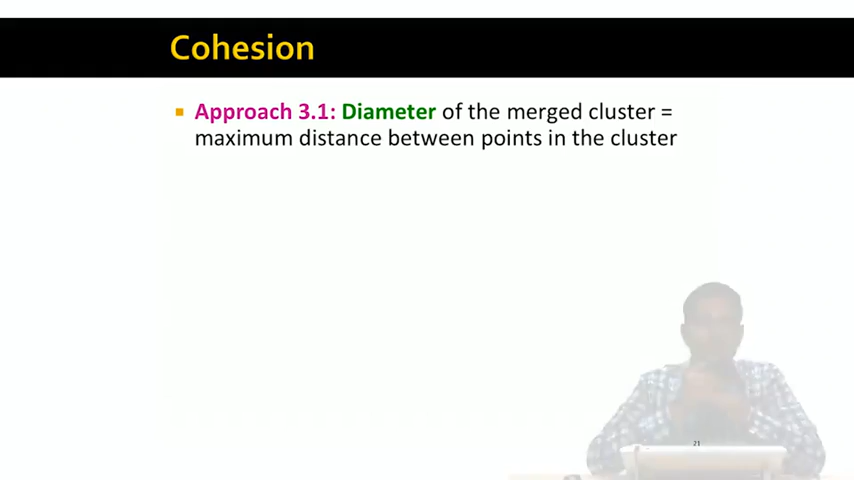 Cohesion
Approach 3.1: Diameter of the merged cluster =
maximum distance between points in the cluster
21